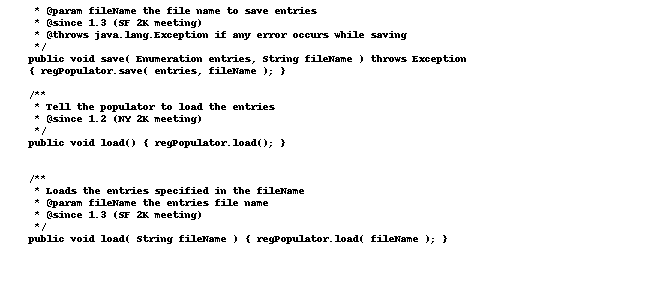 * @param fileName the file name to save entries
* @since 1.3 (SF 2K meeting)
* @throws java.lang.Exception if any error occurs while saving
*/
public void save( Enumeration entries, String fileName ) throws Exception
{ regPopulator.save( entries, fileName ); }
/**
* Tell the populator to load the entries
* @since 1.2 (NY 2K meeting)
*/
public void load() { regPopulator.load(); }
/**
* Loads the entries specified in the fileName
* @param fileName the entries file name
* @since 1.3 (SF 2K meeting)
*/
public void load( String fileName ) { regPopulator.load( fileName ); }